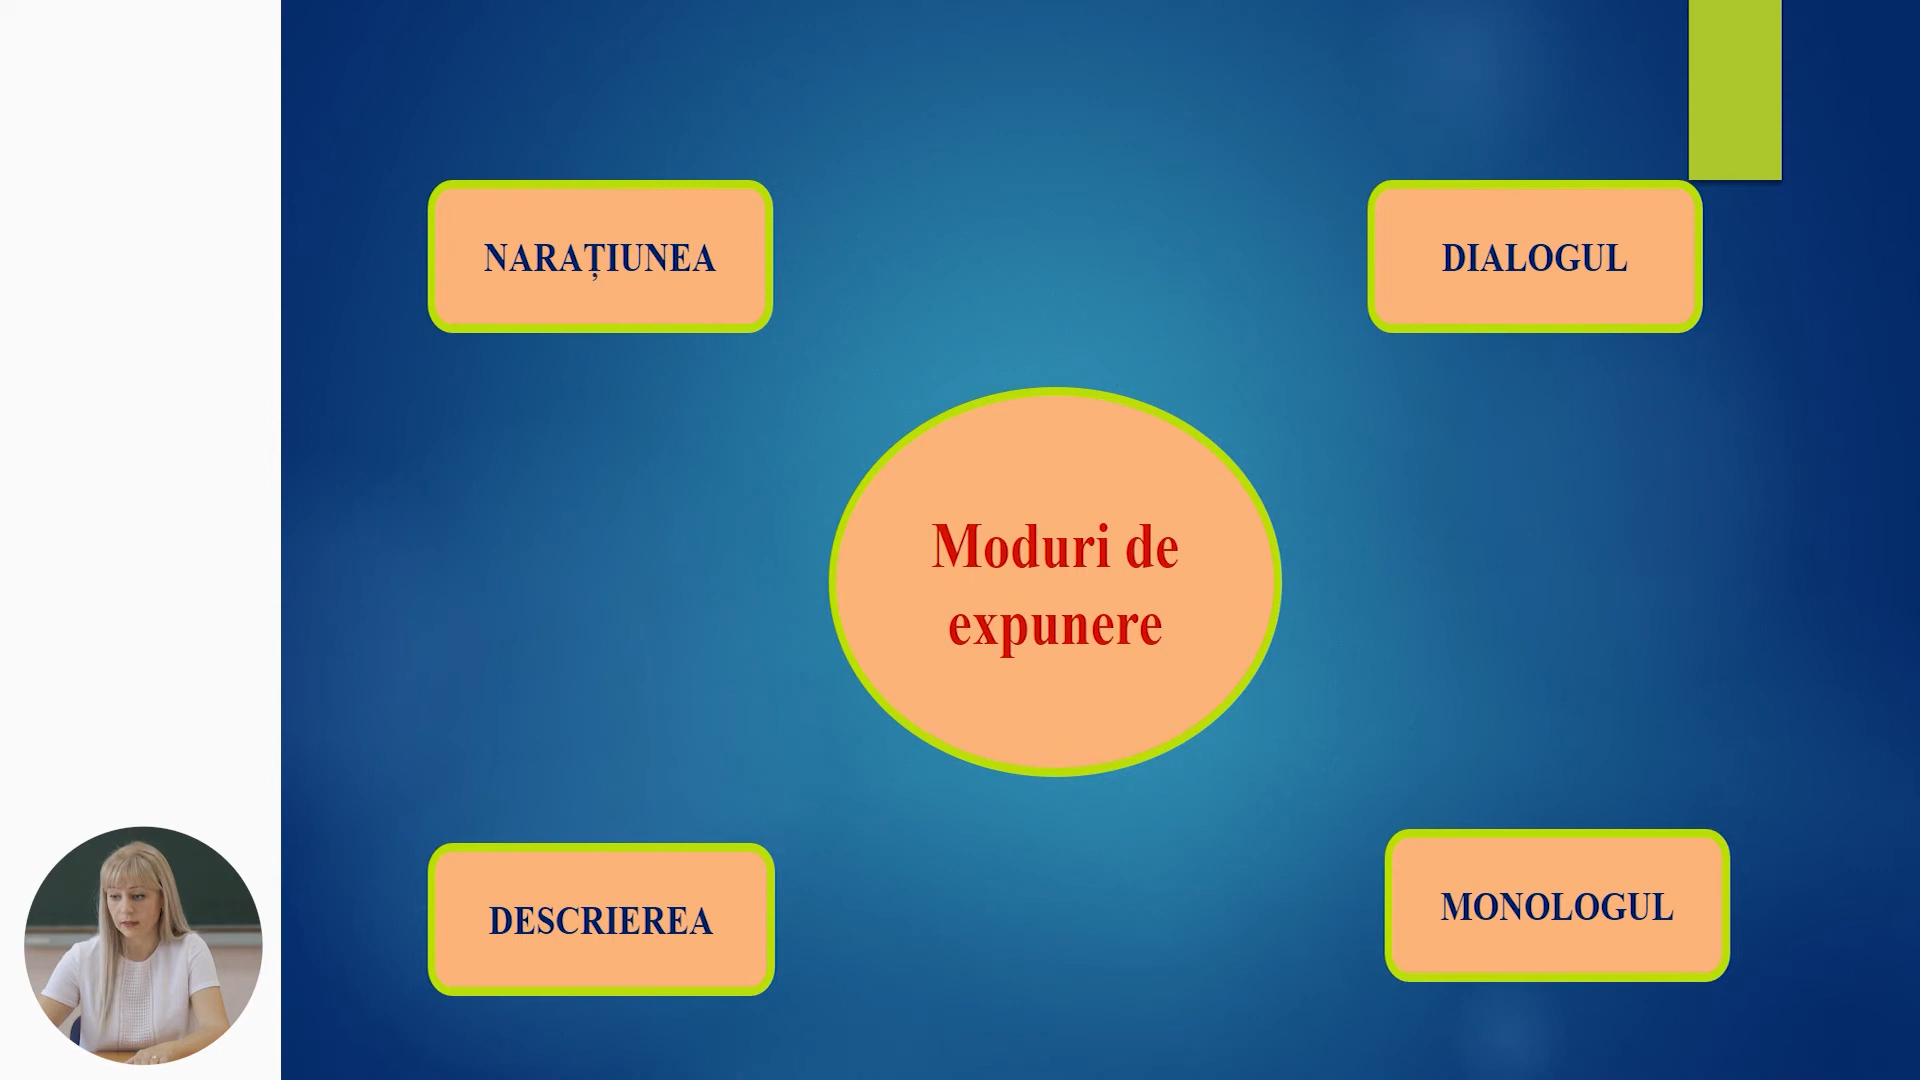 NARAȚIUNEA
DIALOGUL
Moduri de
expunere
DESCRIEREA
MONOLOGUL